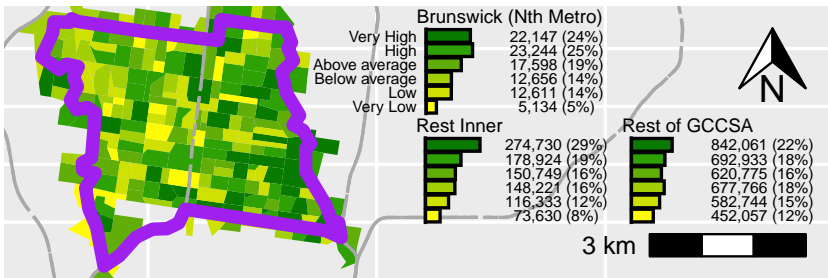 Brunswick (Nth Metro)
Very High 22,147 (24%)
High 23,244 (25%)
Above average 17,598 (19%)
Below average 12,656 (14%)
Low 12,611 (14%)
Very Low 5,134 (5%)
N
Rest Inner
274,730 (29%)
178,924 (19%)
150,749 (16%)
148,221 (16%)
116,333 (12%)
73,630 (8%)
Rest of GCCSA
842,061 (22%)
692,933 (18%)
620,775 (16%)
677,766 (18%)
582,744 (15%)
452,057 (12%)
3 km